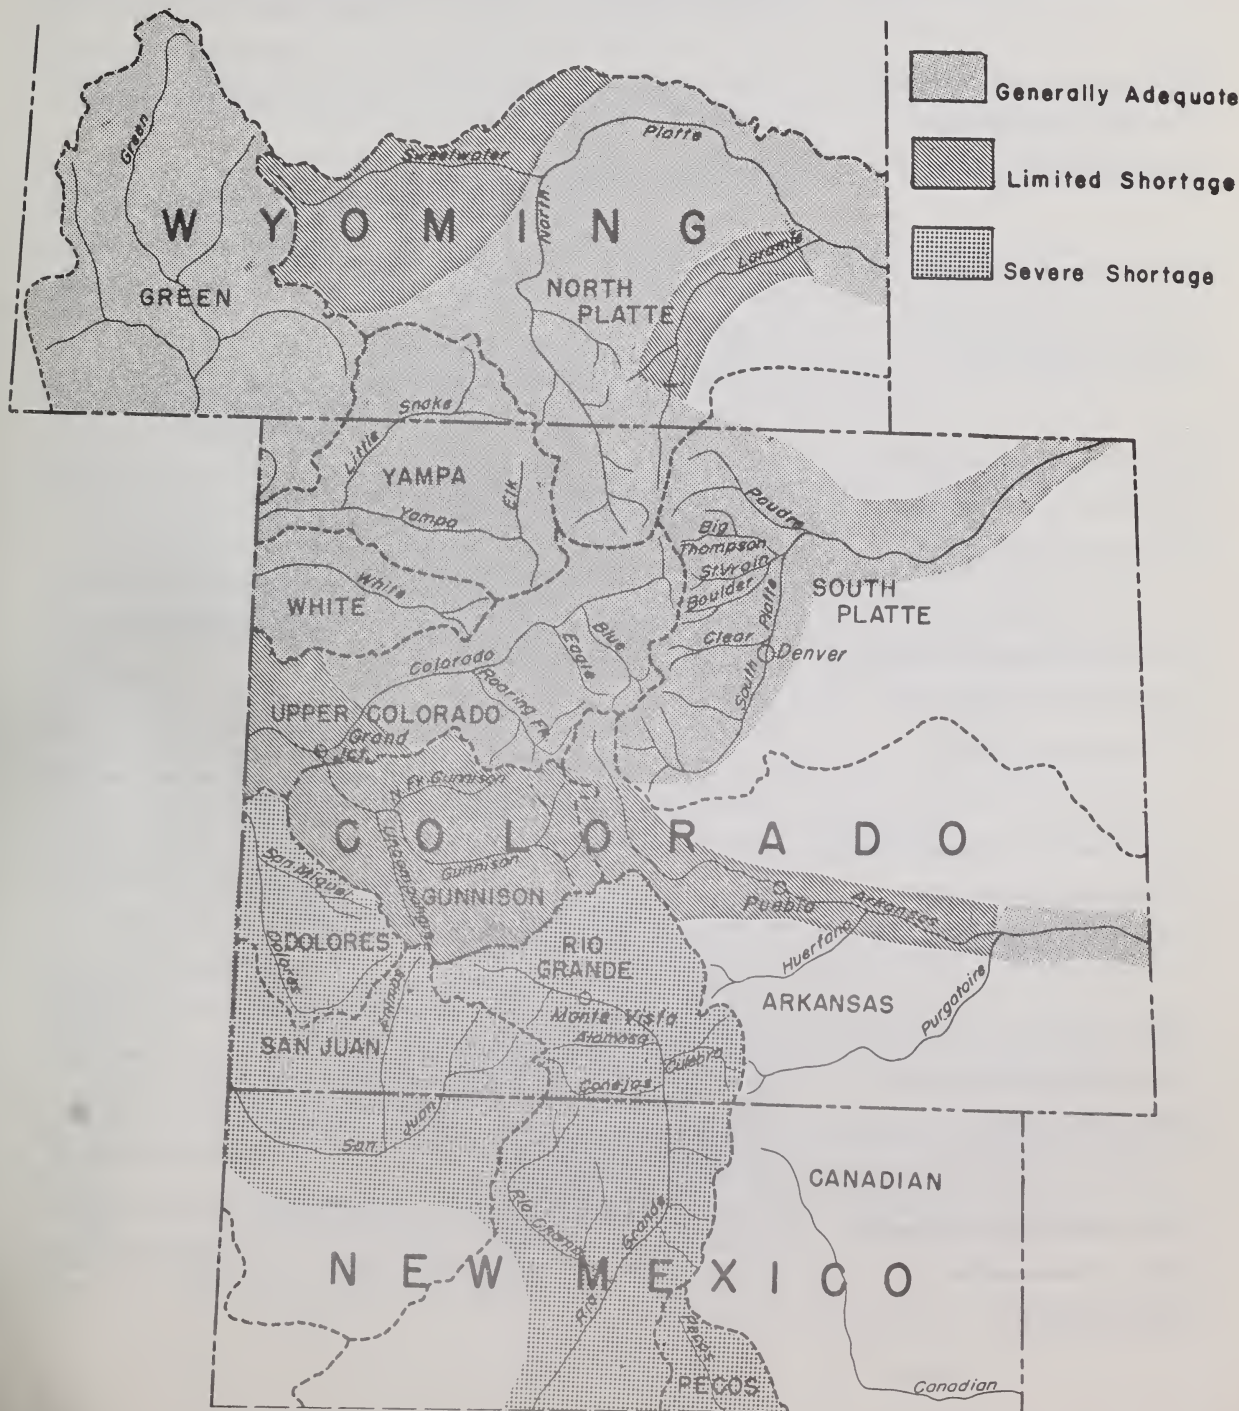 Generally Adequate
Limited Shortage
Severe Shortage
WYOMING
Green
Sweetwater
Platte
North
Laramie
GREEN
NORTH
PLATTE
Snake
Little
YAMPA
Elk
Yampa
Poudre
Big
Thompson
St Vrain
Boulder
Platte
SOUTH
PLATTE
White
WHITE
Clear
Denver
South
Blue
Eagle
Colorado
Roaring Fk.
UPPER COLORADO
Grand
Jct.
N. Fk. Gunnison
COLORADO
Uncompahgre
Gunnison
GUNNISON
San Miguel
Pueblo
Arkansas
DOLORES
Dolores
RIO
GRANDE
Huerfano
ARKANSAS
Purgatoire
Animas
Monte Vista
Alamosa
SAN JUAN
Culebra
Conejos
San Juan
CANADIAN
Rio Chama
Rio Grande
NEW MEXICO
Pecos
PECOS
Canadian